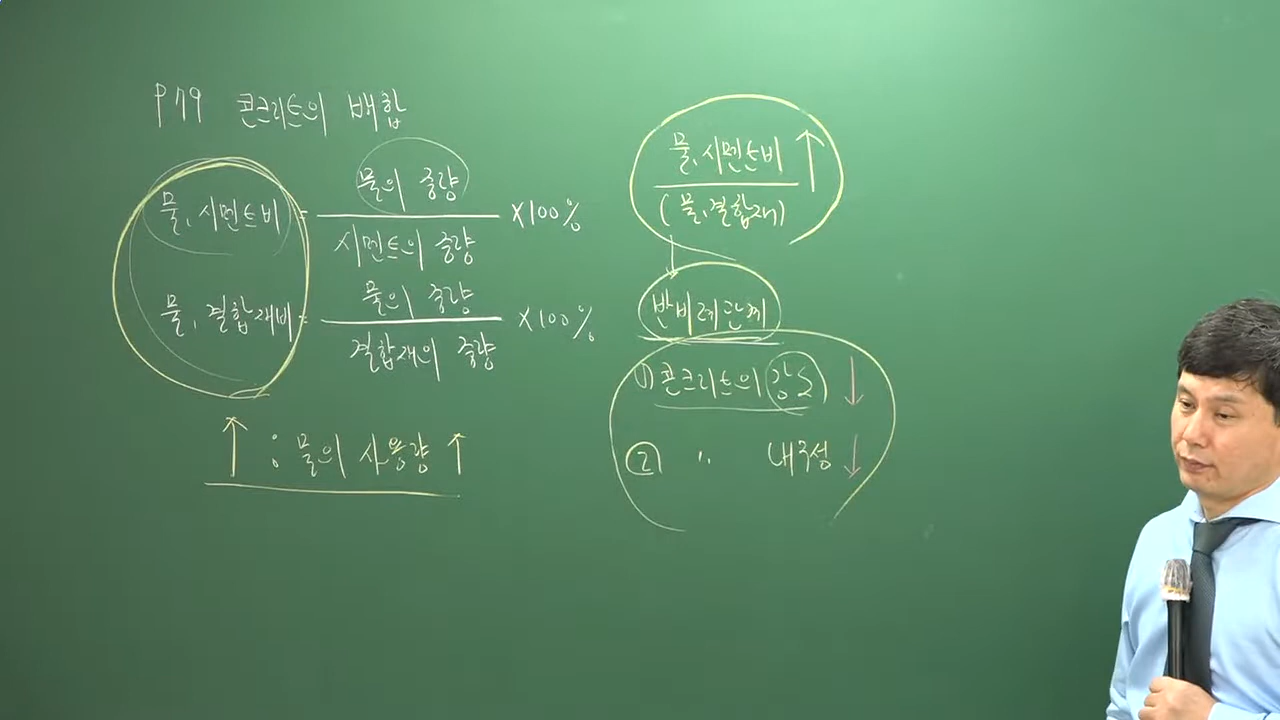 P 179 콘크리트의 배합
물, 시멘트비 = 물의 중량 / 시멘트의 중량 ×100%
물, 결합재비 = 물의 중량 / 결합재의 중량 ×100%
↑ : 물의 사용량 ↑
물, 시멘트비 ↑
(물, 결합재)
반비례관계
1) 콘크리트의 강도 ↓
2) 〃 내구성 ↓